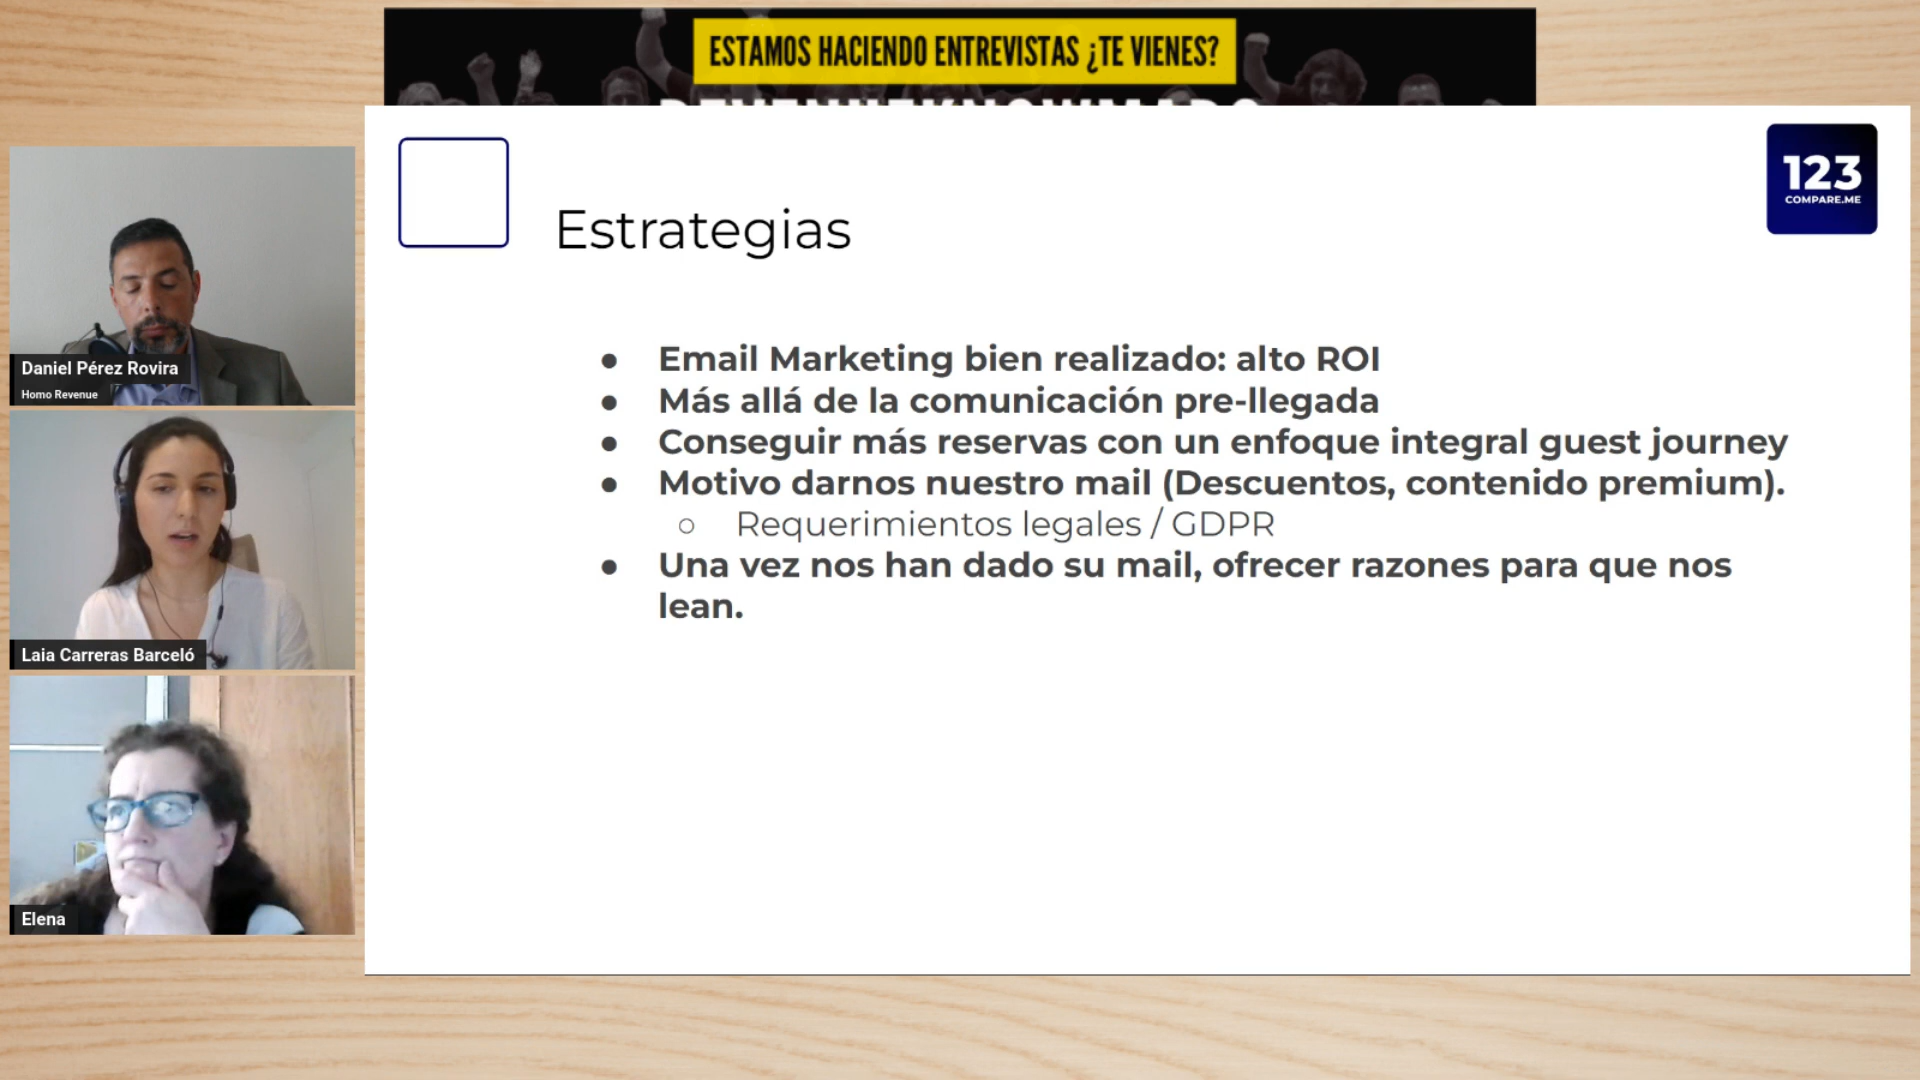 ESTAMOS HACIENDO ENTREVISTAS ¿TE VIENES?
123
COMPARE.ME
Estrategias
● Email Marketing bien realizado: alto ROI
● Más allá de la comunicación pre-llegada
● Conseguir más reservas con un enfoque integral guest journey
● Motivo darnos nuestro mail (Descuentos, contenido premium).
○ Requerimientos legales / GDPR
● Una vez nos han dado su mail, ofrecer razones para que nos
lean.
Daniel Pérez Rovira
Homo Revenue
Laia Carreras Barceló
Elena